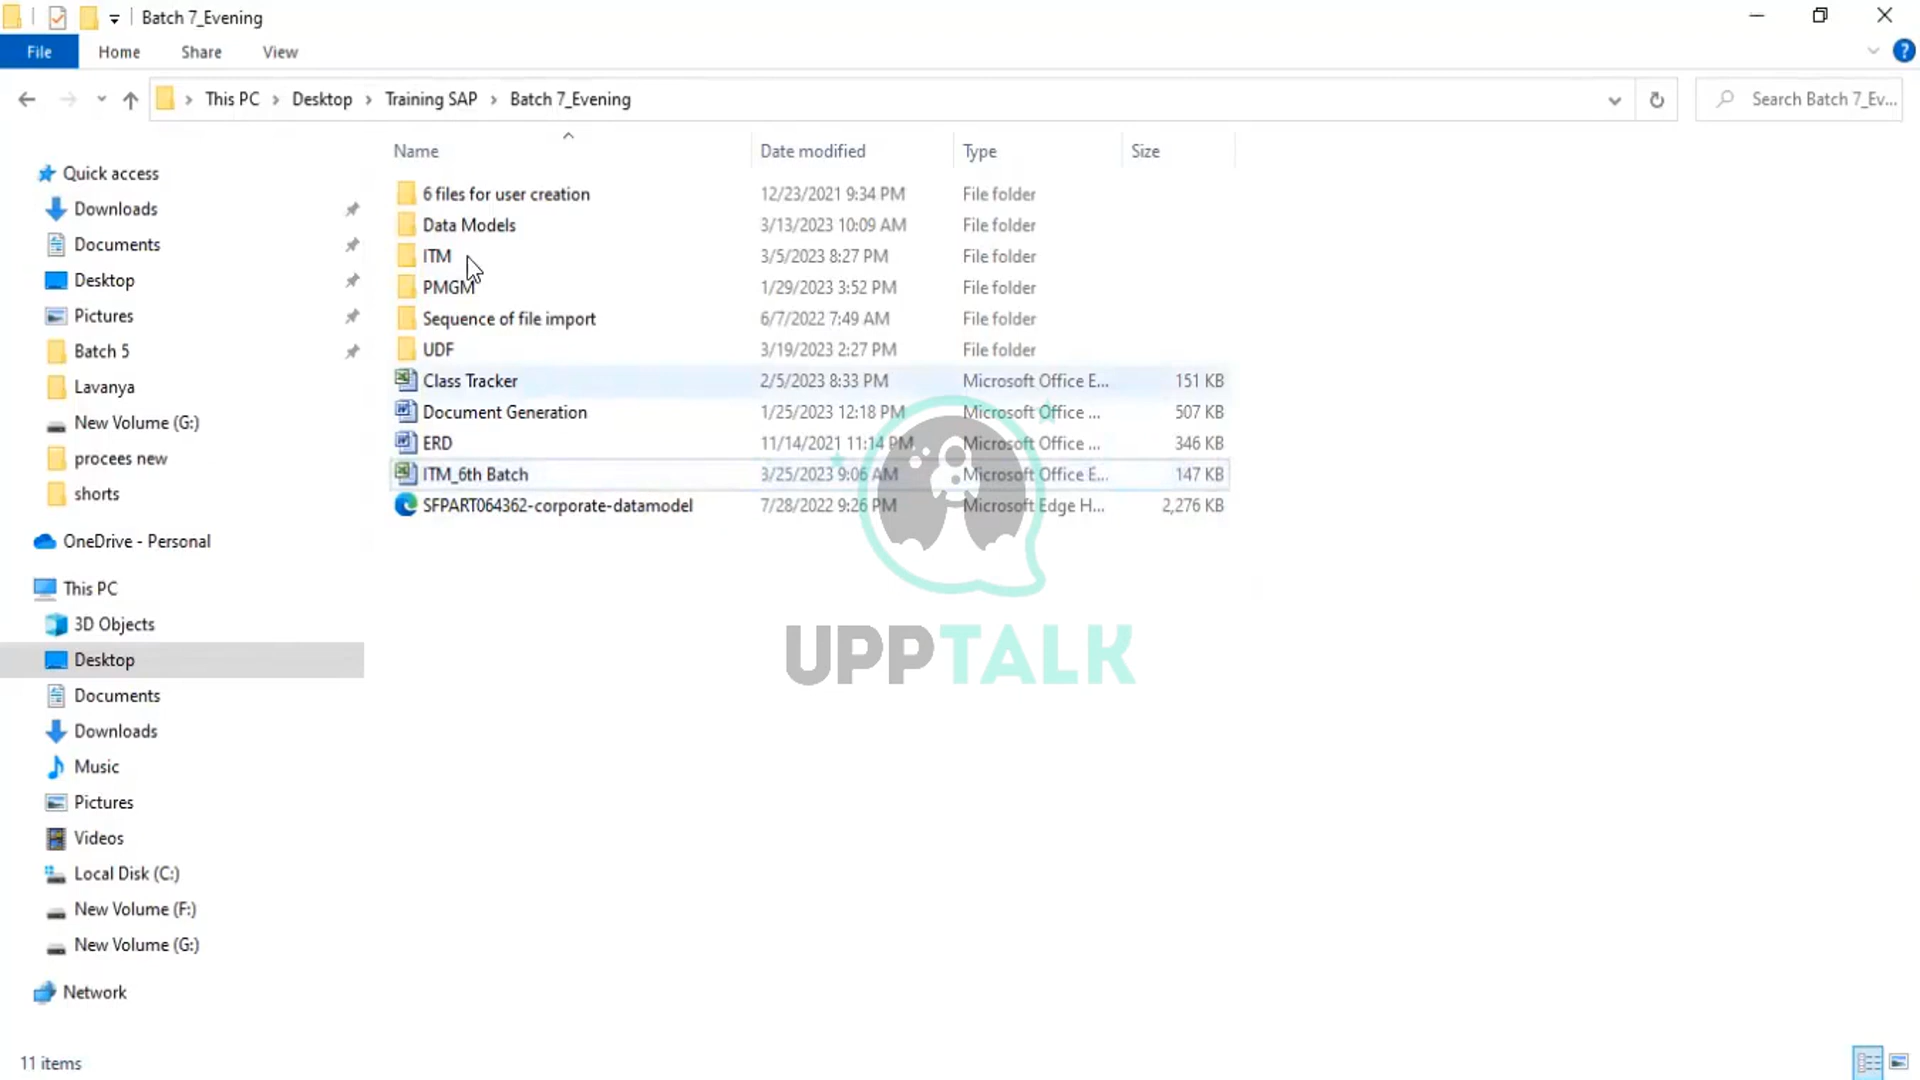 Batch 7_Evening
File Home Share View
This PC Desktop Training SAP Batch 7_Evening
Search Batch 7_Ev...
Name Date modified Type Size
6 files for user creation 12/23/2021 9:34 PM File folder
Data Models 3/13/2023 10:09 AM File folder
ITM 3/5/2023 8:27 PM File folder
PMGM 1/29/2023 3:52 PM File folder
Sequence of file import 6/7/2022 7:49 AM File folder
UDF 3/19/2023 2:27 PM File folder
Class Tracker 2/5/2023 8:33 PM Microsoft Office E... 151 KB
Document Generation 1/25/2023 12:18 PM Microsoft Office ... 507 KB
ERD 11/14/2021 11:14 PM Microsoft Office ... 346 KB
ITM_6th Batch 3/25/2023 9:06 AM Microsoft Office E... 147 KB
SFPART064362-corporate-datamodel 7/28/2022 9:26 PM Microsoft Edge H... 2,276 KB
Quick access
Downloads
Documents
Desktop
Pictures
Batch 5
Lavanya
New Volume (G:)
procees new
shorts
OneDrive - Personal
This PC
3D Objects
Desktop
Documents
Downloads
Music
Pictures
Videos
Local Disk (C:)
New Volume (F:)
New Volume (G:)
Network
UPPTALK
11 items